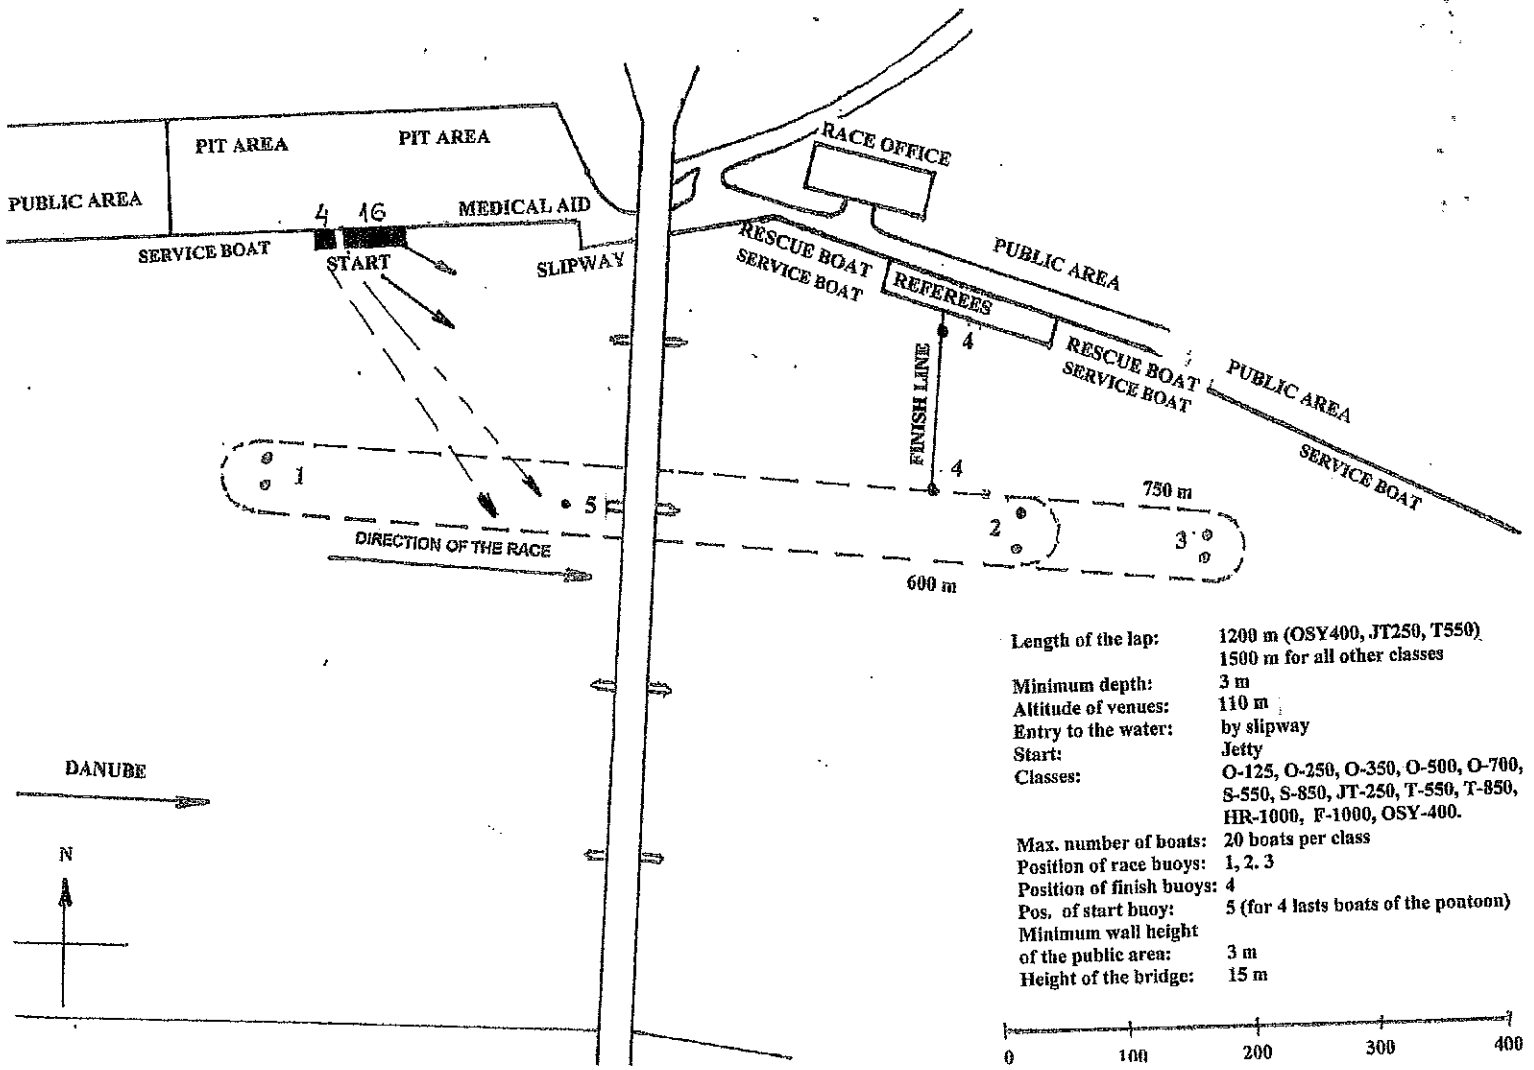 RACE OFFICE
PIT AREA
PIT AREA
PUBLIC AREA
4 16
MEDICAL AID
SERVICE BOAT
START
SLIPWAY
RESCUE BOAT
SERVICE BOAT
PUBLIC AREA
REFEREES
4
RESCUE BOAT
SERVICE BOAT
PUBLIC AREA
FINISH LINE
SERVICE BOAT
1
4
750 m
5
2
3
DIRECTION OF THE RACE
600 m
Length of the lap: 1200 m (OSY400, JT250, T550)
1500 m for all other classes
Minimum depth: 3 m
Altitude of venues: 110 m
Entry to the water: by slipway
Start: Jetty
Classes: O-125, O-250, O-350, O-500, O-700,
S-550, S-850, JT-250, T-550, T-850,
HR-1000, F-1000, OSY-400.
Max. number of boats: 20 boats per class
Position of race buoys: 1, 2. 3
Position of finish buoys: 4
Pos. of start buoy: 5 (for 4 lasts boats of the pontoon)
Minimum wall height
of the public area: 3 m
Height of the bridge: 15 m
DANUBE
N
0 100 200 300 400